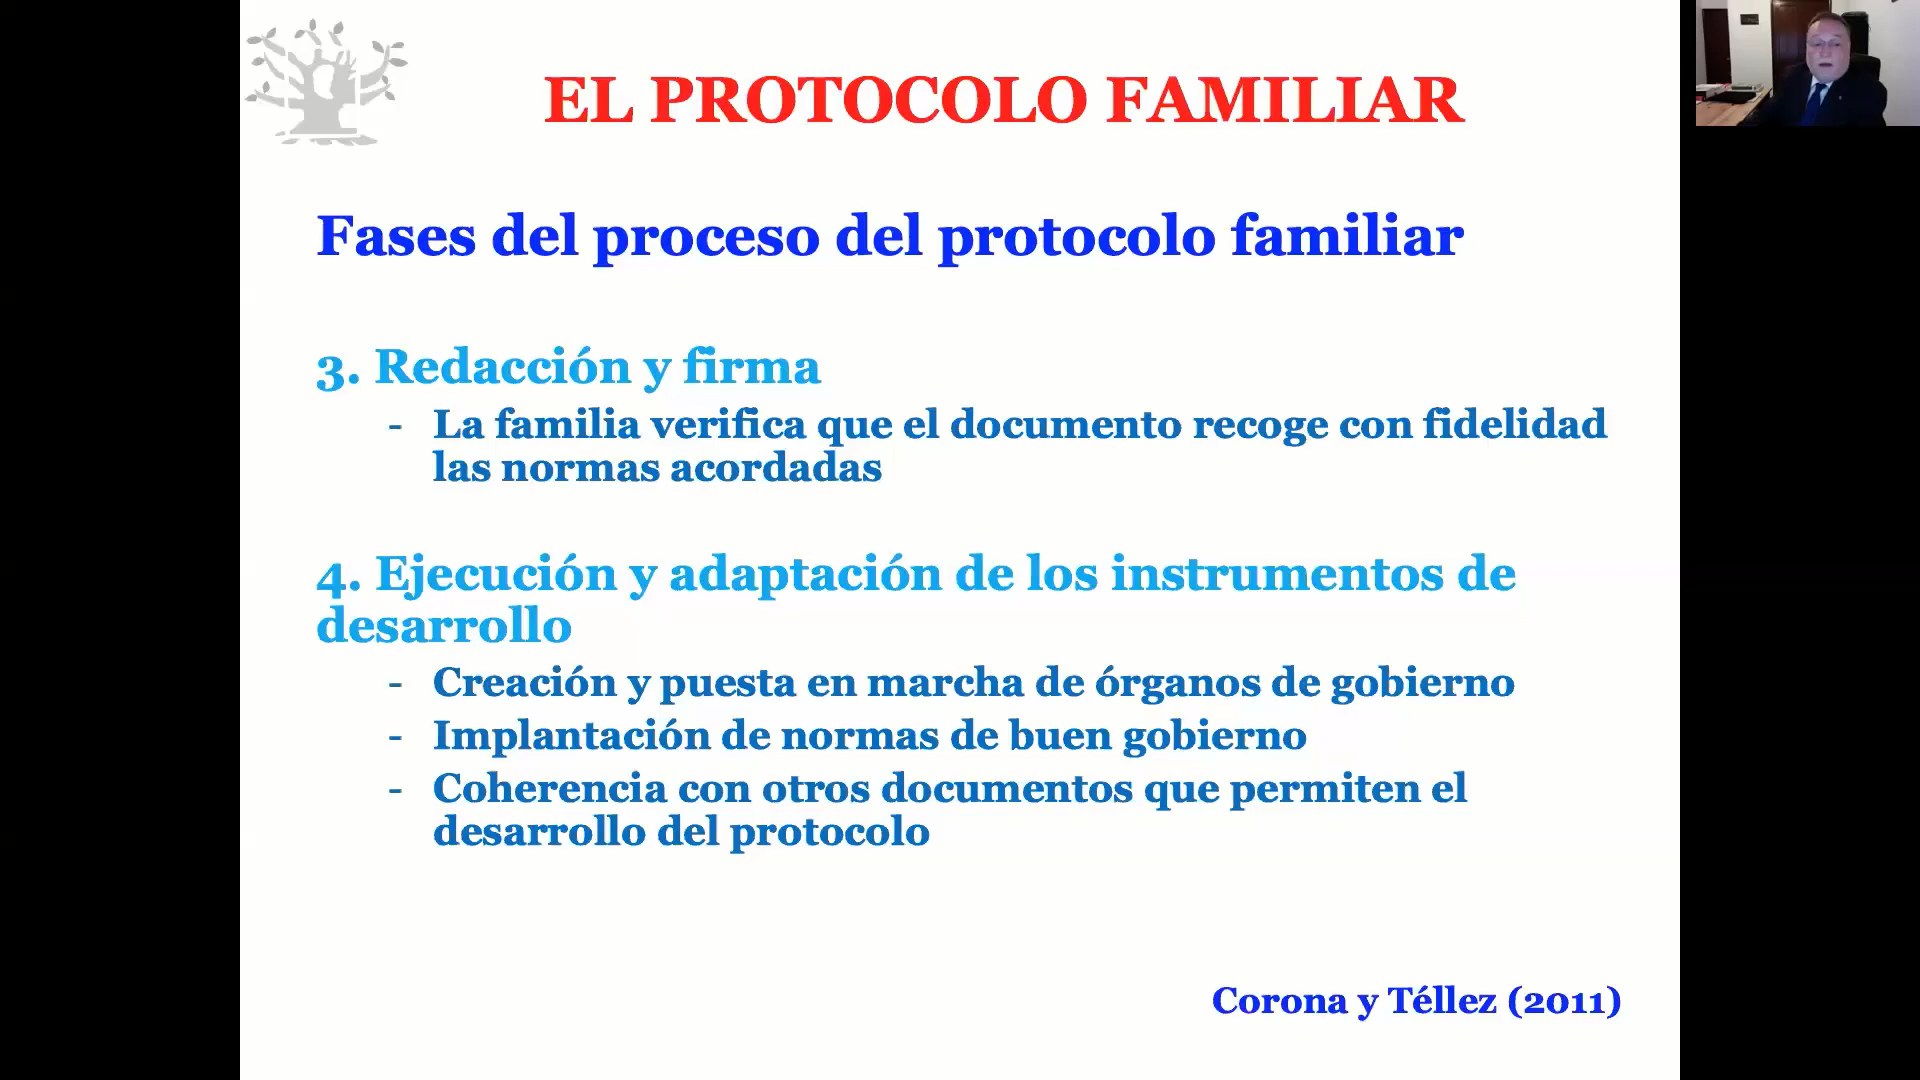 EL PROTOCOLO FAMILIAR
Fases del proceso del protocolo familiar
3. Redacción y firma
- La familia verifica que el documento recoge con fidelidad
las normas acordadas
4. Ejecución y adaptación de los instrumentos de
desarrollo
- Creación y puesta en marcha de órganos de gobierno
- Implantación de normas de buen gobierno
- Coherencia con otros documentos que permiten el
desarrollo del protocolo
Corona y Téllez (2011)